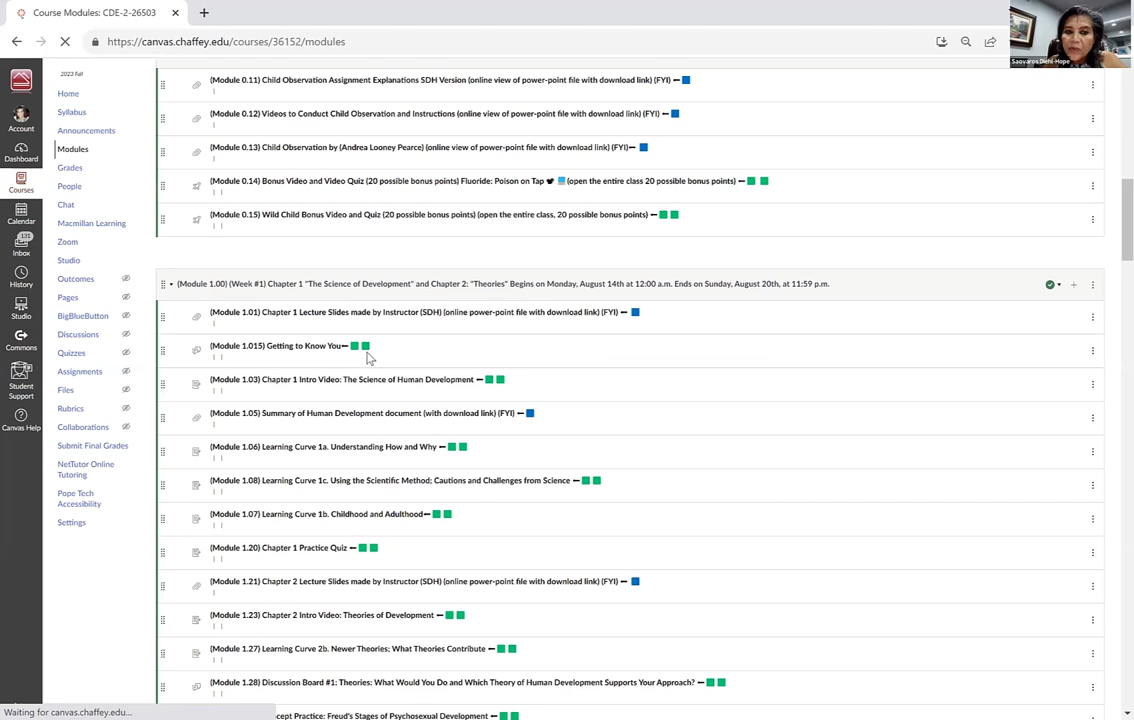 Course Modules: CDE-2-26503
https://canvas.chaffey.edu/courses/36152/modules
Saovaros Diehl-Hope
2023 Fall
Home
Syllabus
Announcements
Modules
Grades
People
Chat
Macmillan Learning
Zoom
Studio
Outcomes
Pages
BigBlueButton
Discussions
Quizzes
Assignments
Files
Rubrics
Collaborations
Submit Final Grades
NetTutor Online
Tutoring
Pope Tech
Accessibility
Settings
Account
Dashboard
Courses
Calendar
131
Inbox
History
Studio
Commons
Student
Support
Canvas Help
(Module 0.11) Child Observation Assignment Explanations SDH Version (online view of power-point file with download link) (FYI)
(Module 0.12) Videos to Conduct Child Observation and Instructions (online view of power-point file with download link) (FYI)
(Module 0.13) Child Observation by (Andrea Looney Pearce) (online view of power-point file with download link) (FYI)
(Module 0.14) Bonus Video and Video Quiz (20 possible bonus points) Fluoride: Poison on Tap (open the entire class 20 possible bonus points)
(Module 0.15) Wild Child Bonus Video and Quiz (20 possible bonus points) (open the entire class, 20 possible bonus points)
(Module 1.00) (Week #1) Chapter 1 "The Science of Development" and Chapter 2: "Theories" Begins on Monday, August 14th at 12:00 a.m. Ends on Sunday, August 20th, at 11:59 p.m.
(Module 1.01) Chapter 1 Lecture Slides made by Instructor (SDH) (online power-point file with download link) (FYI)
(Module 1.015) Getting to Know You
(Module 1.03) Chapter 1 Intro Video: The Science of Human Development
(Module 1.05) Summary of Human Development document (with download link) (FYI)
(Module 1.06) Learning Curve 1a. Understanding How and Why
(Module 1.08) Learning Curve 1c. Using the Scientific Method; Cautions and Challenges from Science
(Module 1.07) Learning Curve 1b. Childhood and Adulthood
(Module 1.20) Chapter 1 Practice Quiz
(Module 1.21) Chapter 2 Lecture Slides made by Instructor (SDH) (online power-point file with download link) (FYI)
(Module 1.23) Chapter 2 Intro Video: Theories of Development
(Module 1.27) Learning Curve 2b. Newer Theories; What Theories Contribute
(Module 1.28) Discussion Board #1: Theories: What Would You Do and Which Theory of Human Development Supports Your Approach?
cept Practice: Freud's Stages of Psychosexual Development
Waiting for canvas.chaffey.edu...